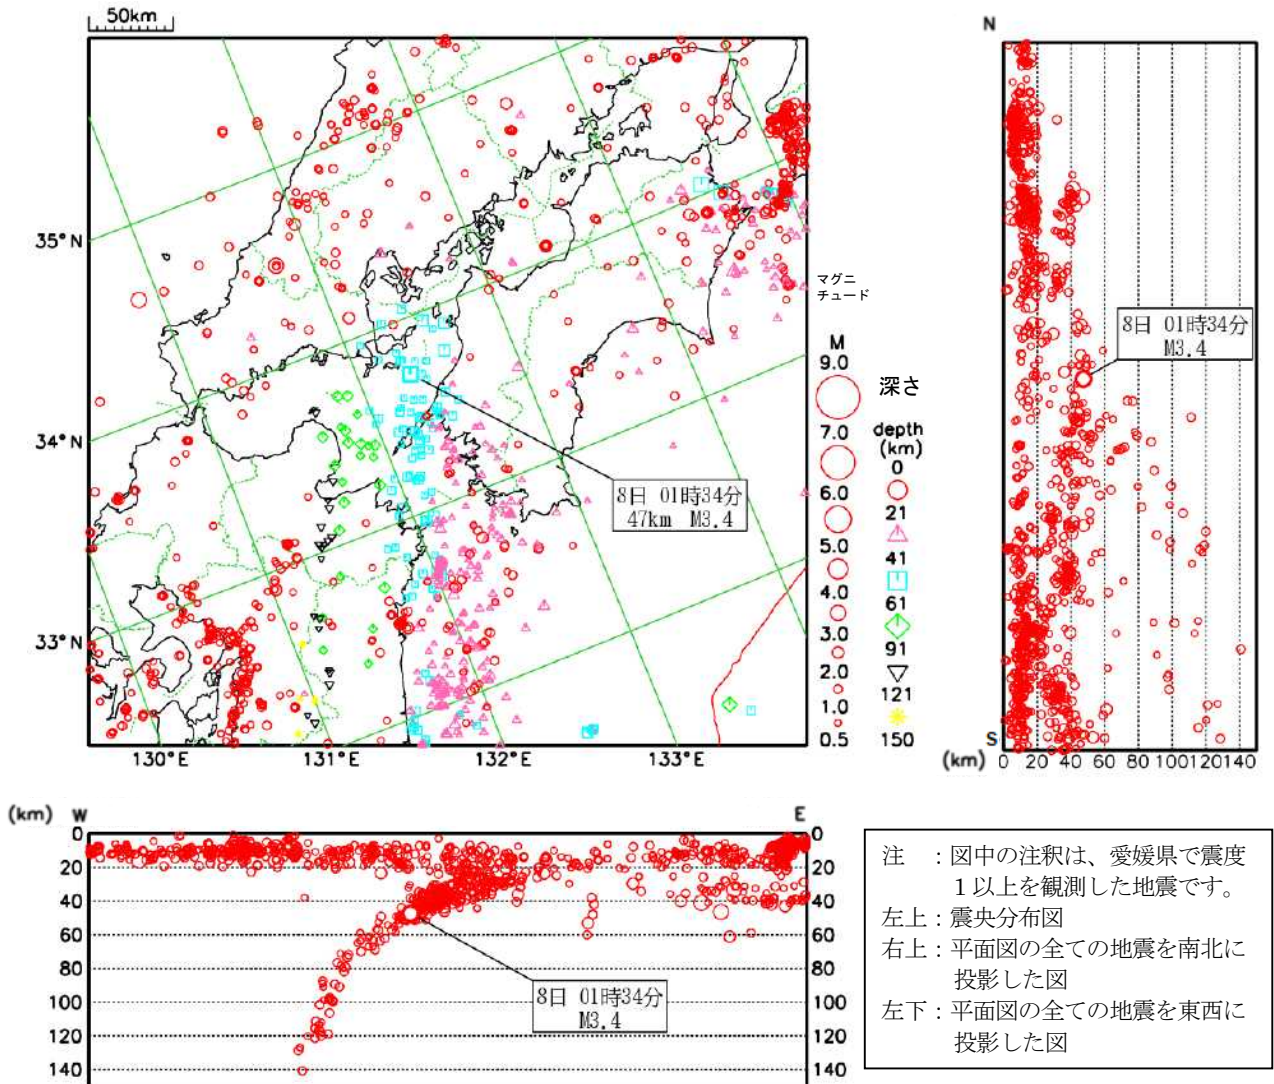 50km
35°N
34°N
33°N
130°E
131°E
132°E
133°E
8日 01時34分
47km M3.4
マグニ
チュード
M
9.0
7.0
6.0
5.0
4.0
3.0
2.0
1.0
0.5
深さ
depth
(km)
0
21
41
61
91
121
150
N
S
8日 01時34分
M3.4
(km) 0 20 40 60 80 100120140
(km) W
E
0
20
40
60
80
100
120
140
0
20
40
60
80
100
120
140
8日 01時34分
M3.4
注 :図中の注釈は、愛媛県で震度
1以上を観測した地震です。
左上:震央分布図
右上:平面図の全ての地震を南北に
投影した図
左下:平面図の全ての地震を東西に
投影した図